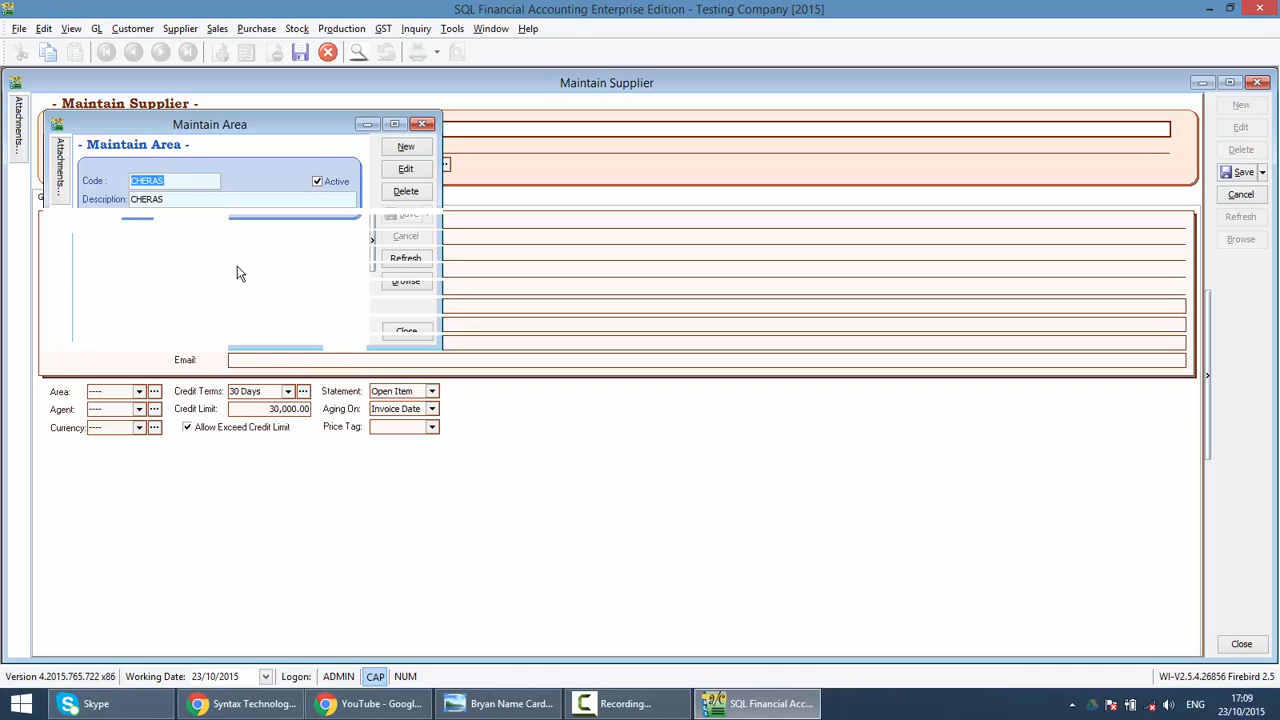 SQL Financial Accounting Enterprise Edition - Testing Company [2015]
File Edit View GL Customer Supplier Sales Purchase Stock Production GST Inquiry Tools Window Help
Maintain Supplier
Attachments...
- Maintain Supplier -
New
Edit
Delete
Save
Cancel
Refresh
Browse
Maintain Area
Attachments...
- Maintain Area -
Code : CHERAS
Active
Description: CHERAS
New
Edit
Delete
Save
Cancel
Refresh
Browse
Close
Email:
Area: ---- Credit Terms: 30 Days Statement: Open Item
Agent: ---- Credit Limit: 30,000.00 Aging On: Invoice Date
Currency: ---- Allow Exceed Credit Limit Price Tag:
Close
Version 4.2015.765.722 x86 Working Date: 23/10/2015 Logon: ADMIN CAP NUM WI-V2.5.4.26856 Firebird 2.5
Skype Syntax Technolog... YouTube - Googl... Bryan Name Card... Recording... SQL Financial Acc...
17:09
23/10/2015